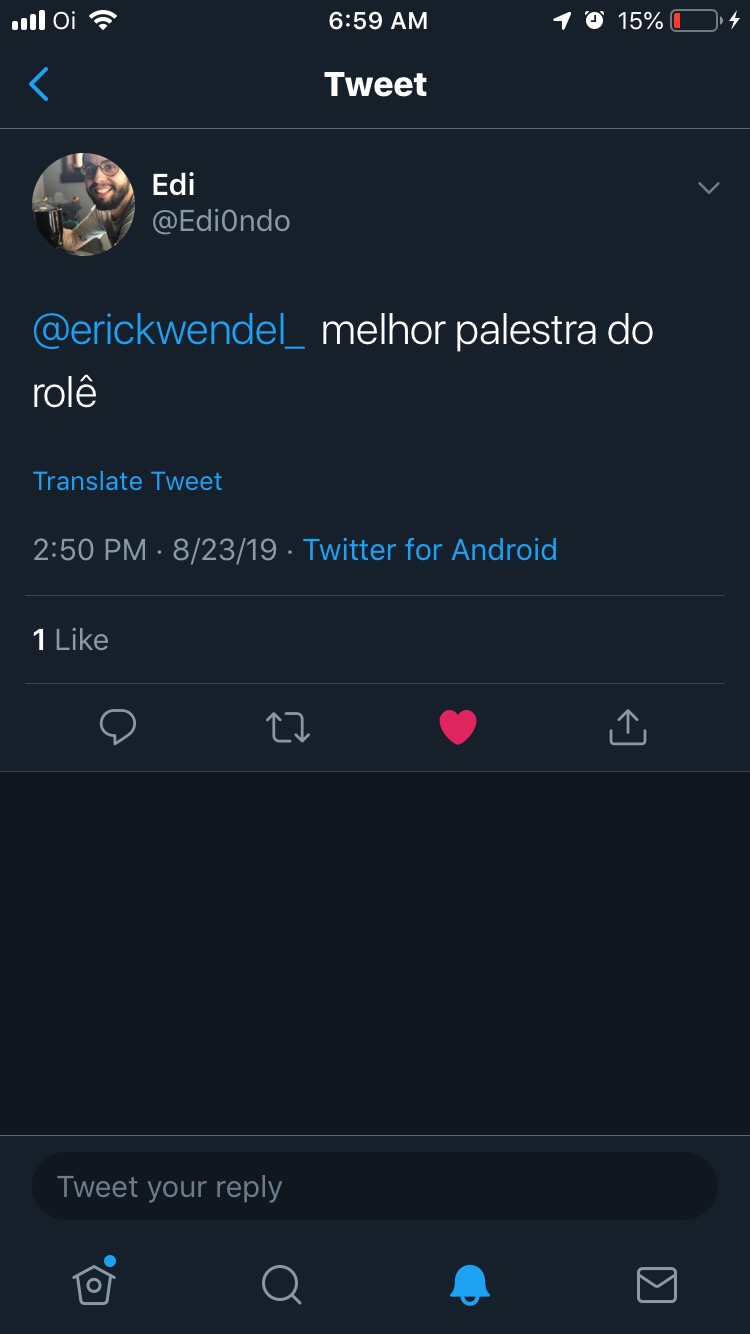 Oi 6:59 AM 15%
Tweet
Edi
@Edi0ndo
@erickwendel_ melhor palestra do
rolê
Translate Tweet
2:50 PM · 8/23/19 · Twitter for Android
1 Like
Tweet your reply